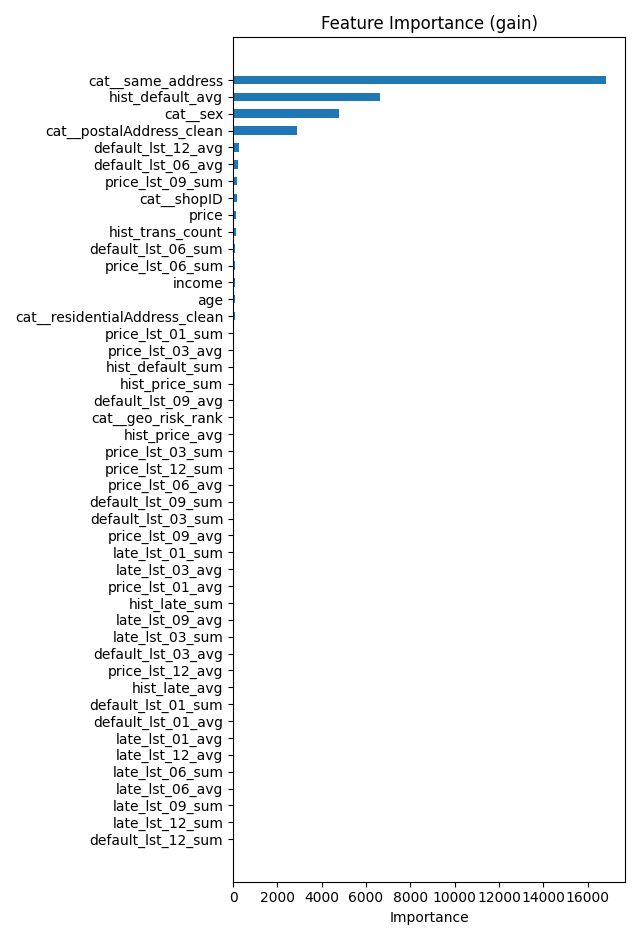 Feature Importance (gain)
cat__same_address
hist_default_avg
cat__sex
cat__postalAddress_clean
default_lst_12_avg
default_lst_06_avg
price_lst_09_sum
cat__shopID
price
hist_trans_count
default_lst_06_sum
price_lst_06_sum
income
age
cat__residentialAddress_clean
price_lst_01_sum
price_lst_03_avg
hist_default_sum
hist_price_sum
default_lst_09_avg
cat__geo_risk_rank
hist_price_avg
price_lst_03_sum
price_lst_12_sum
price_lst_06_avg
default_lst_09_sum
default_lst_03_sum
price_lst_09_avg
late_lst_01_sum
late_lst_03_avg
price_lst_01_avg
hist_late_sum
late_lst_09_avg
late_lst_03_sum
default_lst_03_avg
price_lst_12_avg
hist_late_avg
default_lst_01_sum
default_lst_01_avg
late_lst_01_avg
late_lst_12_avg
late_lst_06_sum
late_lst_06_avg
late_lst_09_sum
late_lst_12_sum
default_lst_12_sum
0 2000 4000 6000 8000 10000 12000 14000 16000
Importance